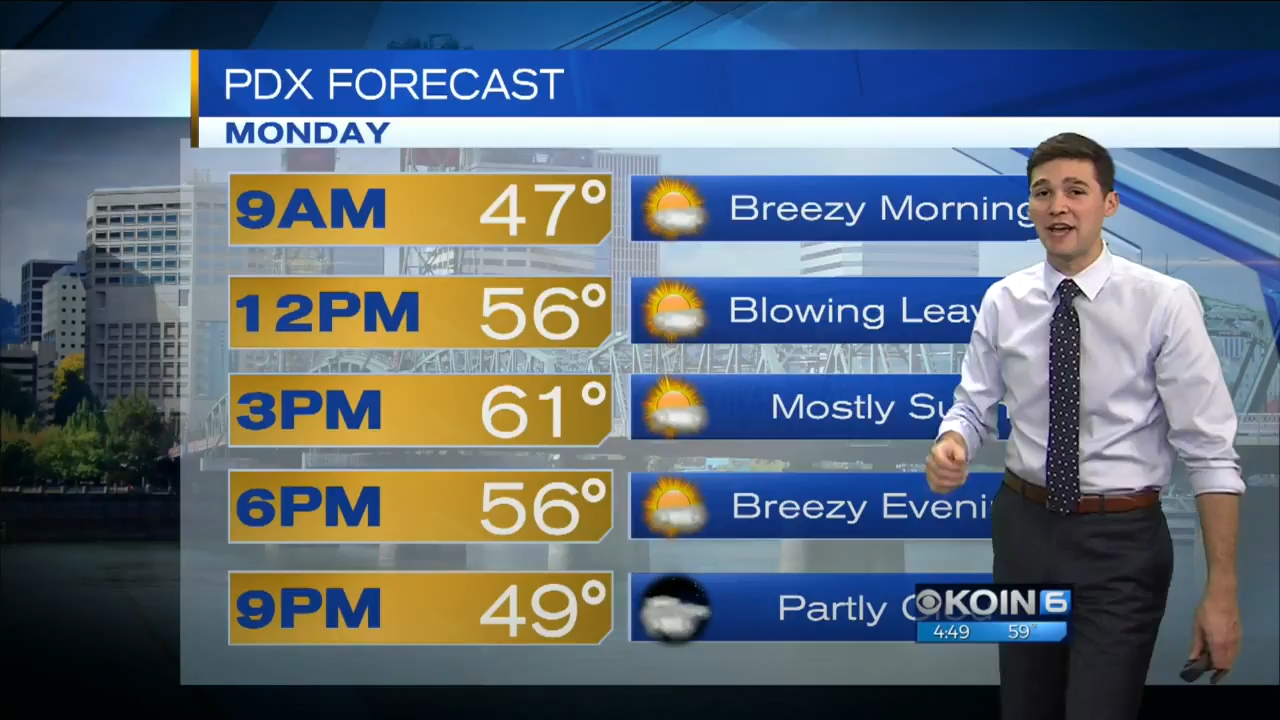 PDX FORECAST
MONDAY
9AM 47° Breezy Morning
12PM 56° Blowing
3PM 61° Mostly
6PM 56° Breezy
9PM 49° Partly
KOIN 6
4:49 59°